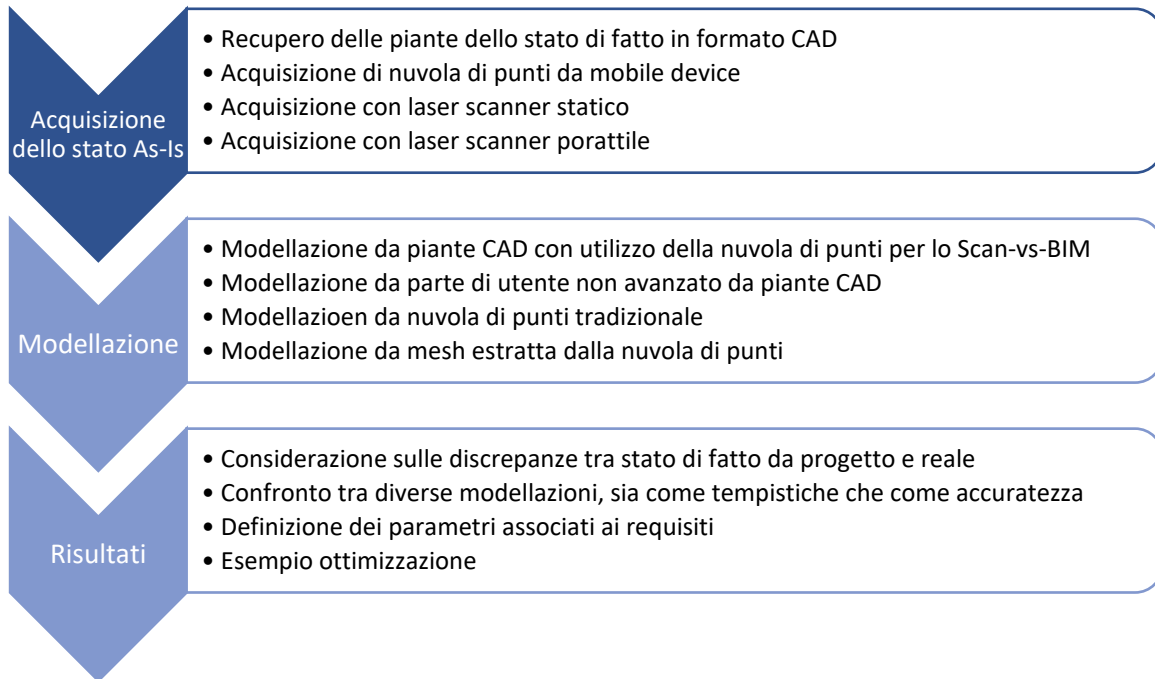 Acquisizione
dello stato As-Is
• Recupero delle piante dello stato di fatto in formato CAD
• Acquisizione di nuvola di punti da mobile device
• Acquisizione con laser scanner statico
• Acquisizione con laser scanner porattile
Modellazione
• Modellazione da piante CAD con utilizzo della nuvola di punti per lo Scan-vs-BIM
• Modellazione da parte di utente non avanzato da piante CAD
• Modellazioen da nuvola di punti tradizionale
• Modellazione da mesh estratta dalla nuvola di punti
Risultati
• Considerazione sulle discrepanze tra stato di fatto da progetto e reale
• Confronto tra diverse modellazioni, sia come tempistiche che come accuratezza
• Definizione dei parametri associati ai requisiti
• Esempio ottimizzazione